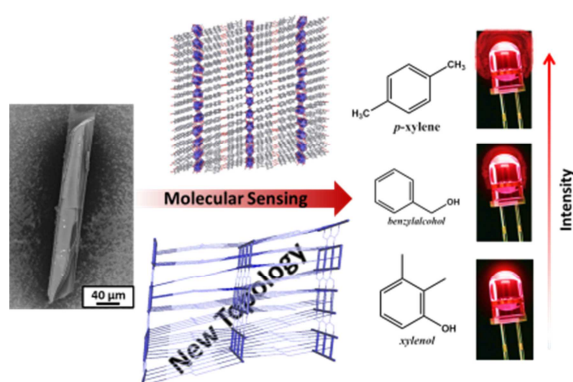 40 µm
Molecular Sensing
New Topology
CH₃
H₃C
p-xylene
OH
benzylalcohol
OH
xylenol
Intensity